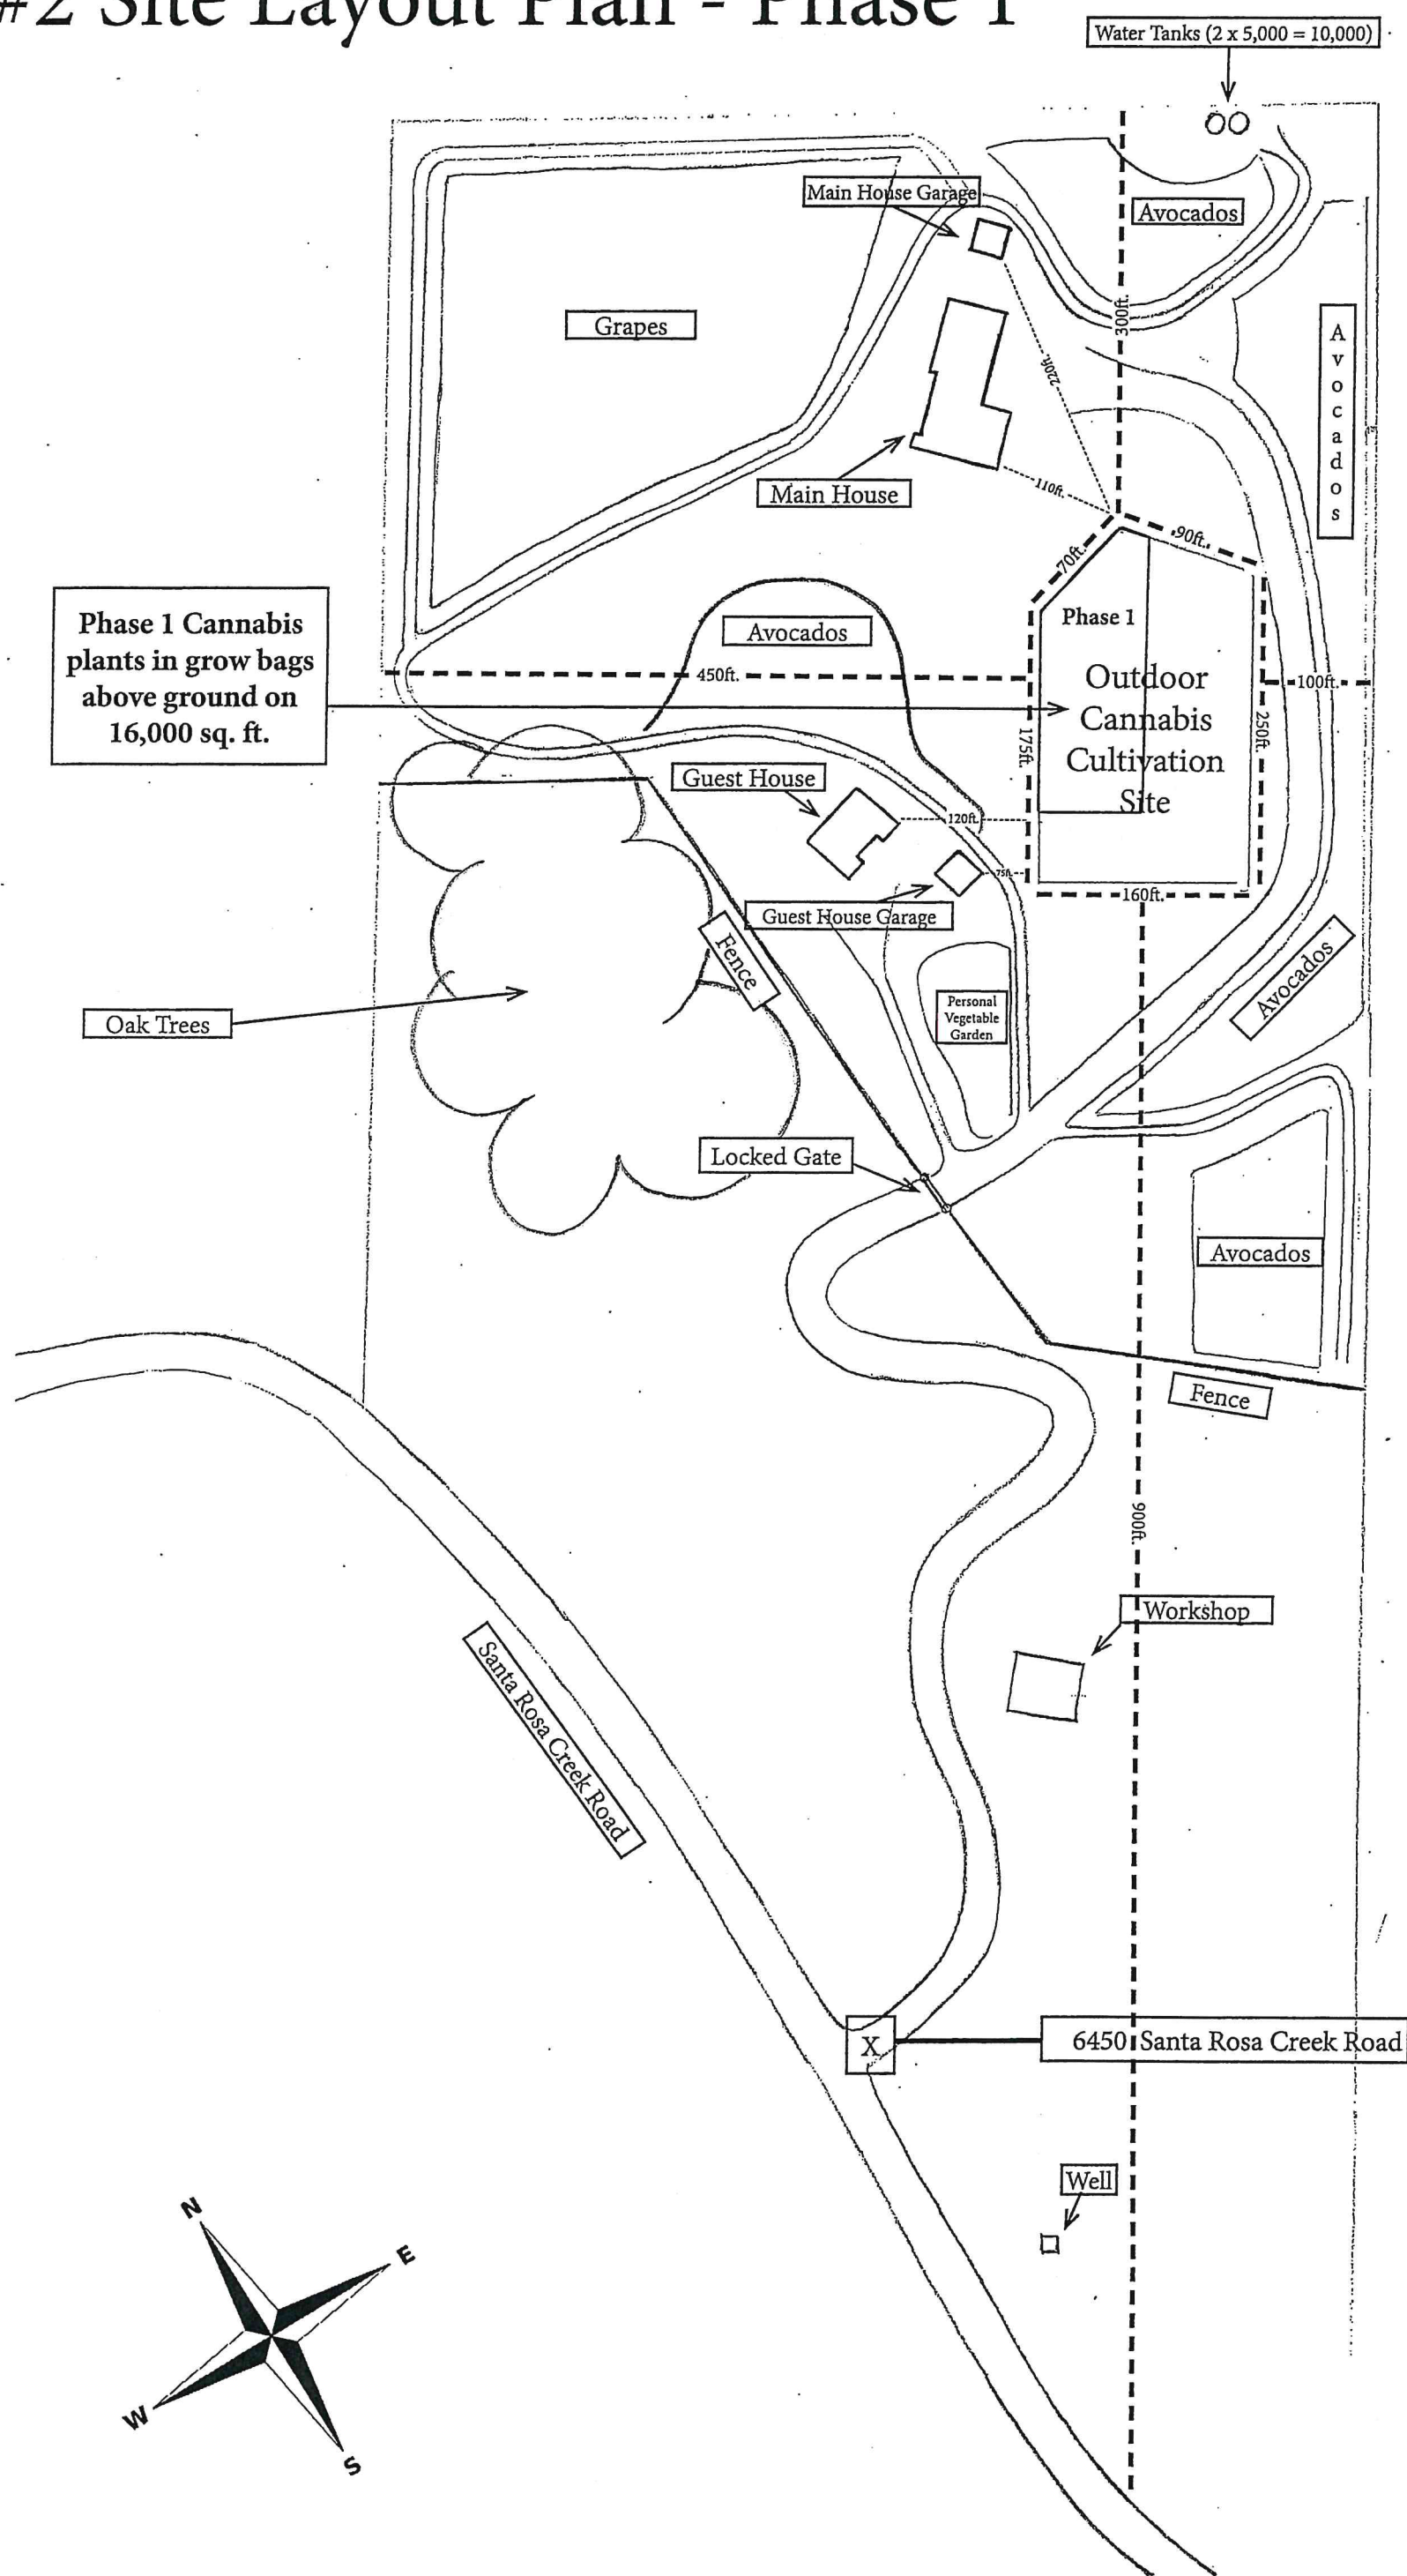 #2 Site Layout Plan - Phase 1
Water Tanks (2 x 5,000 = 10,000)
Main House Garage
Avocados
Grapes
300ft.
A
v
o
c
a
d
o
s
220ft.
Main House
110ft.
90ft.
70ft.
Phase 1 Cannabis
plants in grow bags
above ground on
16,000 sq. ft.
Phase 1
Avocados
450ft.
Outdoor
Cannabis
Cultivation
Site
100ft.
175ft.
250ft.
Guest House
120ft.
75ft.
160ft.
Guest House Garage
Fence
Avocados
Oak Trees
Personal
Vegetable
Garden
Locked Gate
Avocados
Fence
900ft.
Workshop
Santa Rosa Creek Road
X
6450 Santa Rosa Creek Road
Well
N
E
W
S